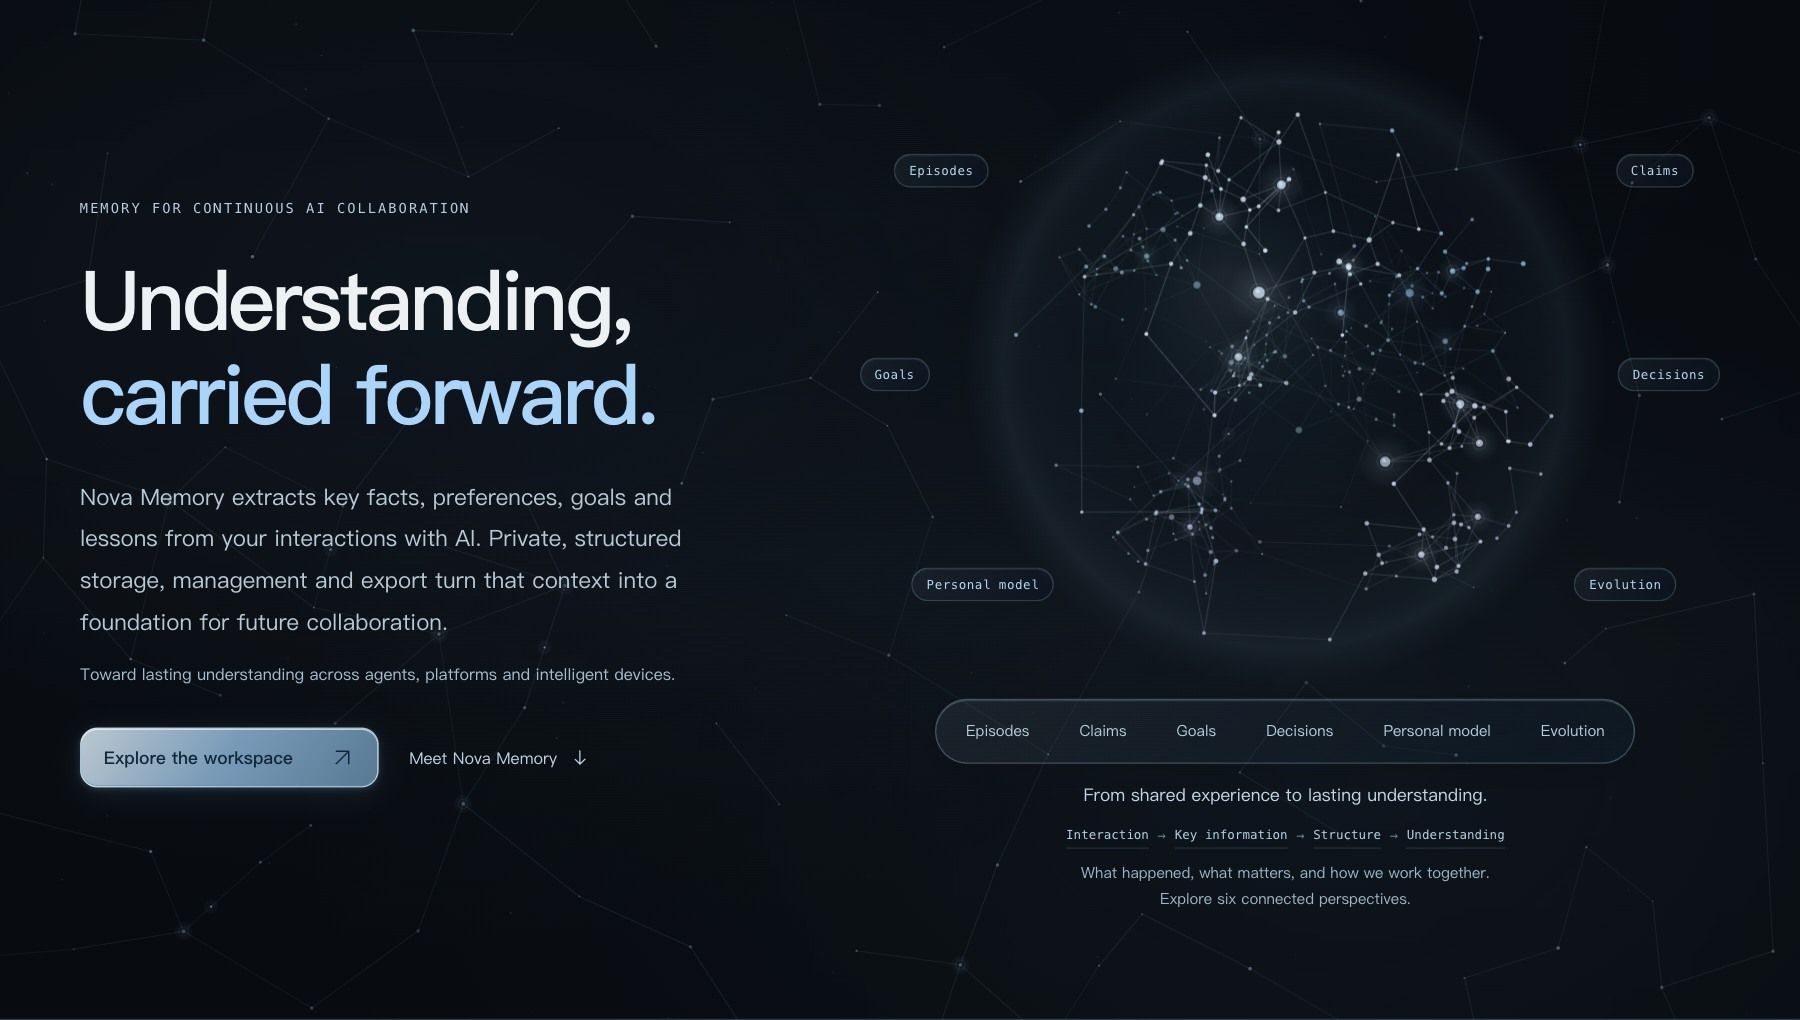 MEMORY FOR CONTINUOUS AI COLLABORATION
Understanding,
carried forward.
Nova Memory extracts key facts, preferences, goals and
lessons from your interactions with AI. Private, structured
storage, management and export turn that context into a
foundation for future collaboration.
Toward lasting understanding across agents, platforms and intelligent devices.
Explore the workspace ↗
Meet Nova Memory ↓
Episodes
Claims
Goals
Decisions
Personal model
Evolution
Episodes Claims Goals Decisions Personal model Evolution
From shared experience to lasting understanding.
Interaction → Key information → Structure → Understanding
What happened, what matters, and how we work together.
Explore six connected perspectives.